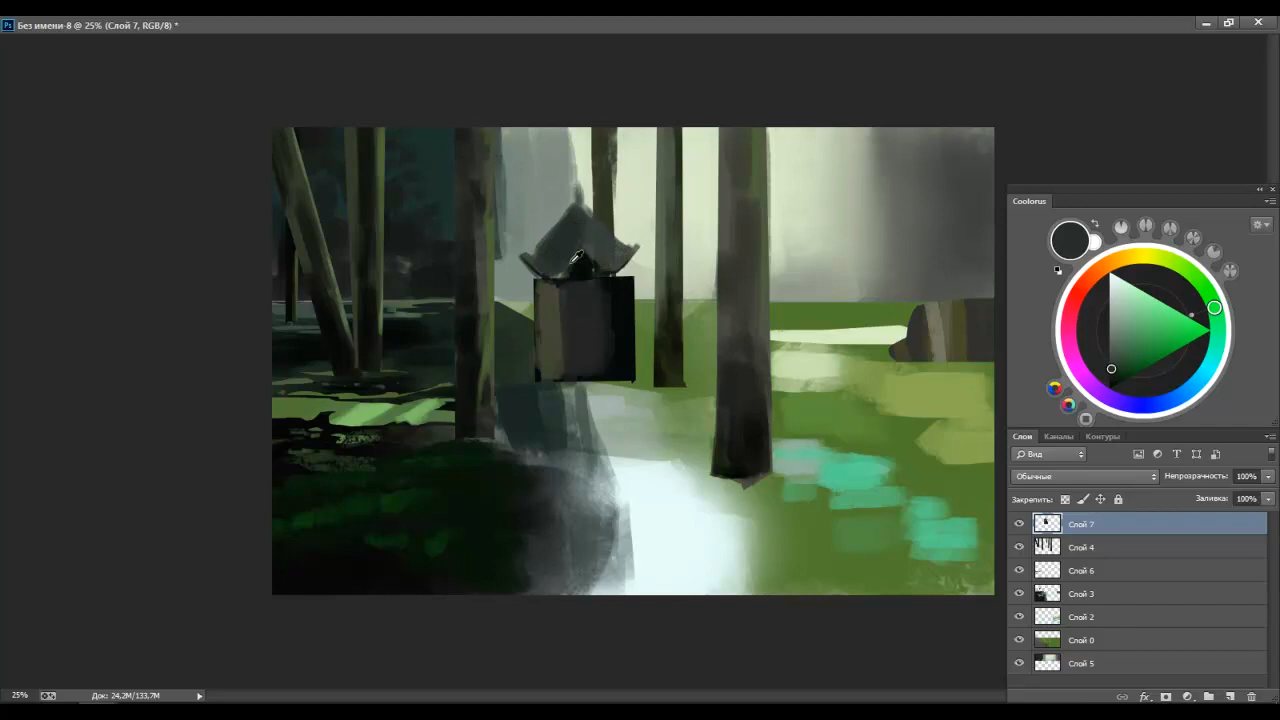 Ps Без имени-8 @ 25% (Слой 7, RGB/8) *
Coolorus
Слои Каналы Контуры
Вид
Обычные Непрозрачность: 100%
Закрепить: Заливка: 100%
Слой 7
Слой 4
Слой 6
Слой 3
Слой 2
Слой 0
Слой 5
25% Док: 24,2M/133,7M